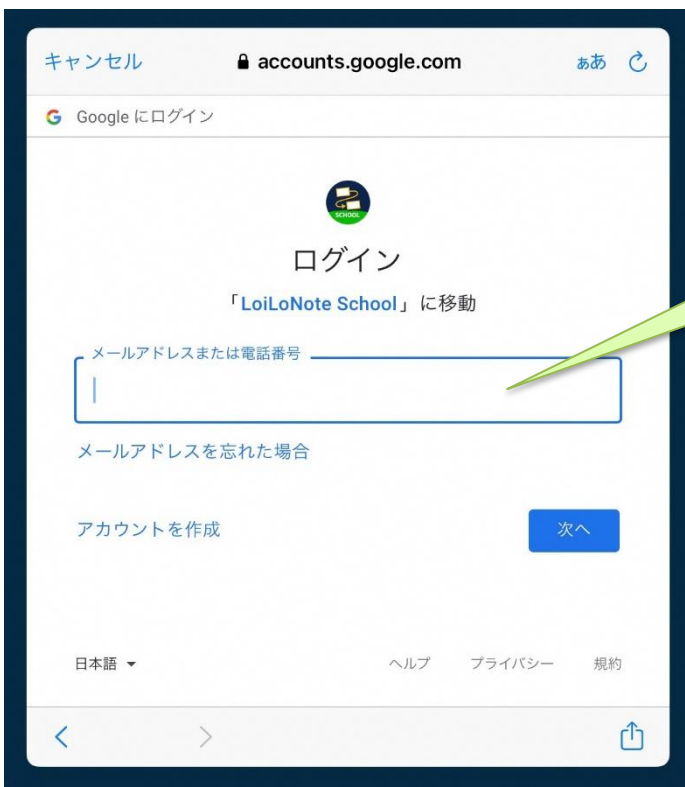 キャンセル accounts.google.com ぁあ
G Google にログイン
SCHOOL
ログイン
「LoiLoNote School」に移動
メールアドレスまたは電話番号
メールアドレスを忘れた場合
アカウントを作成 次へ
日本語 ヘルプ プライバシー 規約